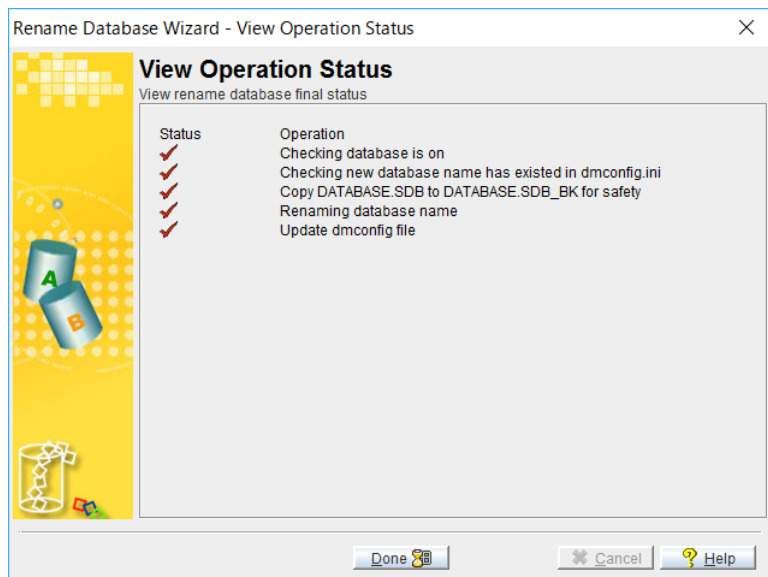 Rename Database Wizard - View Operation Status
View Operation Status
View rename database final status
Status Operation
Checking database is on
Checking new database name has existed in dmconfig.ini
Copy DATABASE.SDB to DATABASE.SDB_BK for safety
Renaming database name
Update dmconfig file
A
B
Done Cancel Help